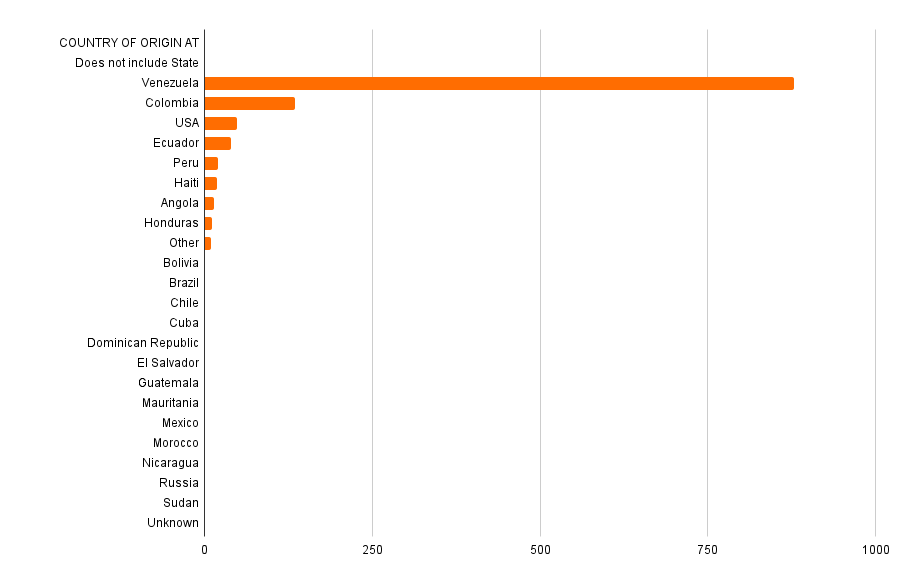 COUNTRY OF ORIGIN AT
Does not include State
Venezuela
Colombia
USA
Ecuador
Peru
Haiti
Angola
Honduras
Other
Bolivia
Brazil
Chile
Cuba
Dominican Republic
El Salvador
Guatemala
Mauritania
Mexico
Morocco
Nicaragua
Russia
Sudan
Unknown
0 250 500 750 1000